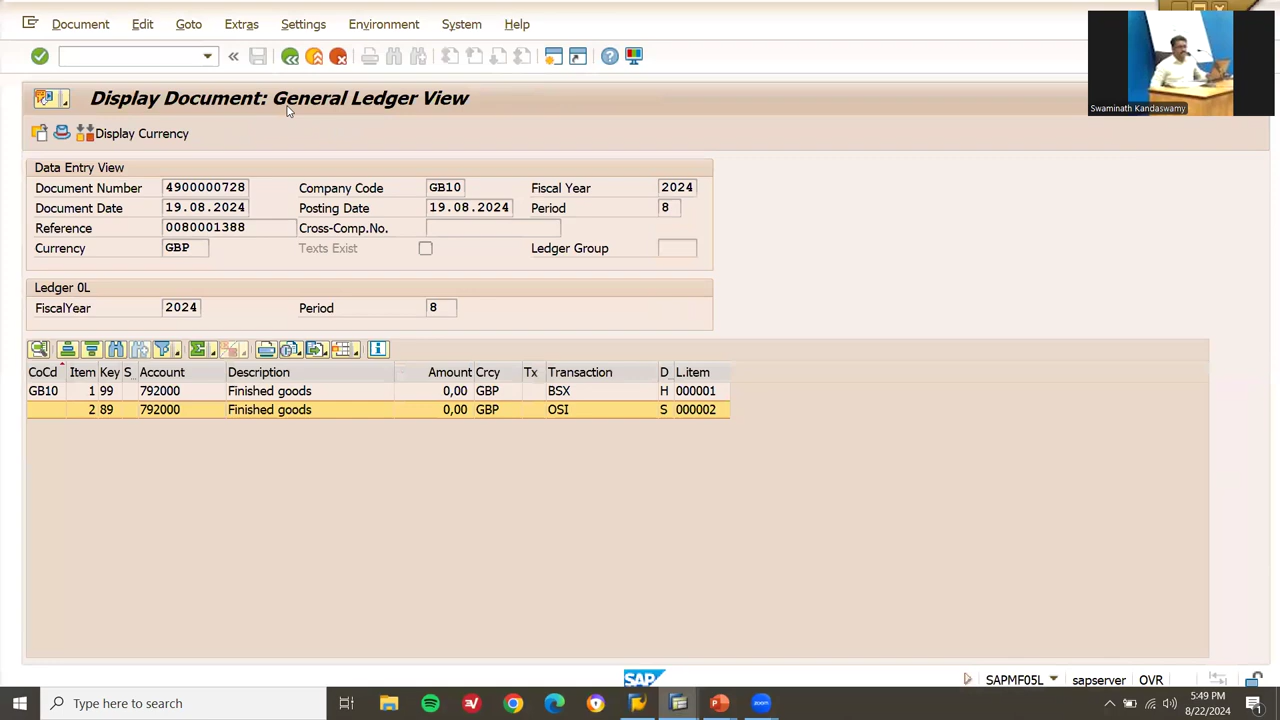 Document Edit Goto Extras Settings Environment System Help
Swaminath Kandaswamy
Display Document: General Ledger View
Display Currency
Data Entry View
Document Number 4900000728 Company Code GB10 Fiscal Year 2024
Document Date 19.08.2024 Posting Date 19.08.2024 Period 8
Reference 0080001388 Cross-Comp.No.
Currency GBP Texts Exist Ledger Group
Ledger 0L
FiscalYear 2024 Period 8
CoCd Item Key S.. Account Description Amount Crcy Tx Transaction D.. L.item
GB10 1 99 792000 Finished goods 0,00 GBP BSX H 000001
2 89 792000 Finished goods 0,00 GBP OSI S 000002
SAP SAPMF05L sapserver OVR
Type here to search
zoom
5:49 PM
8/22/2024
1